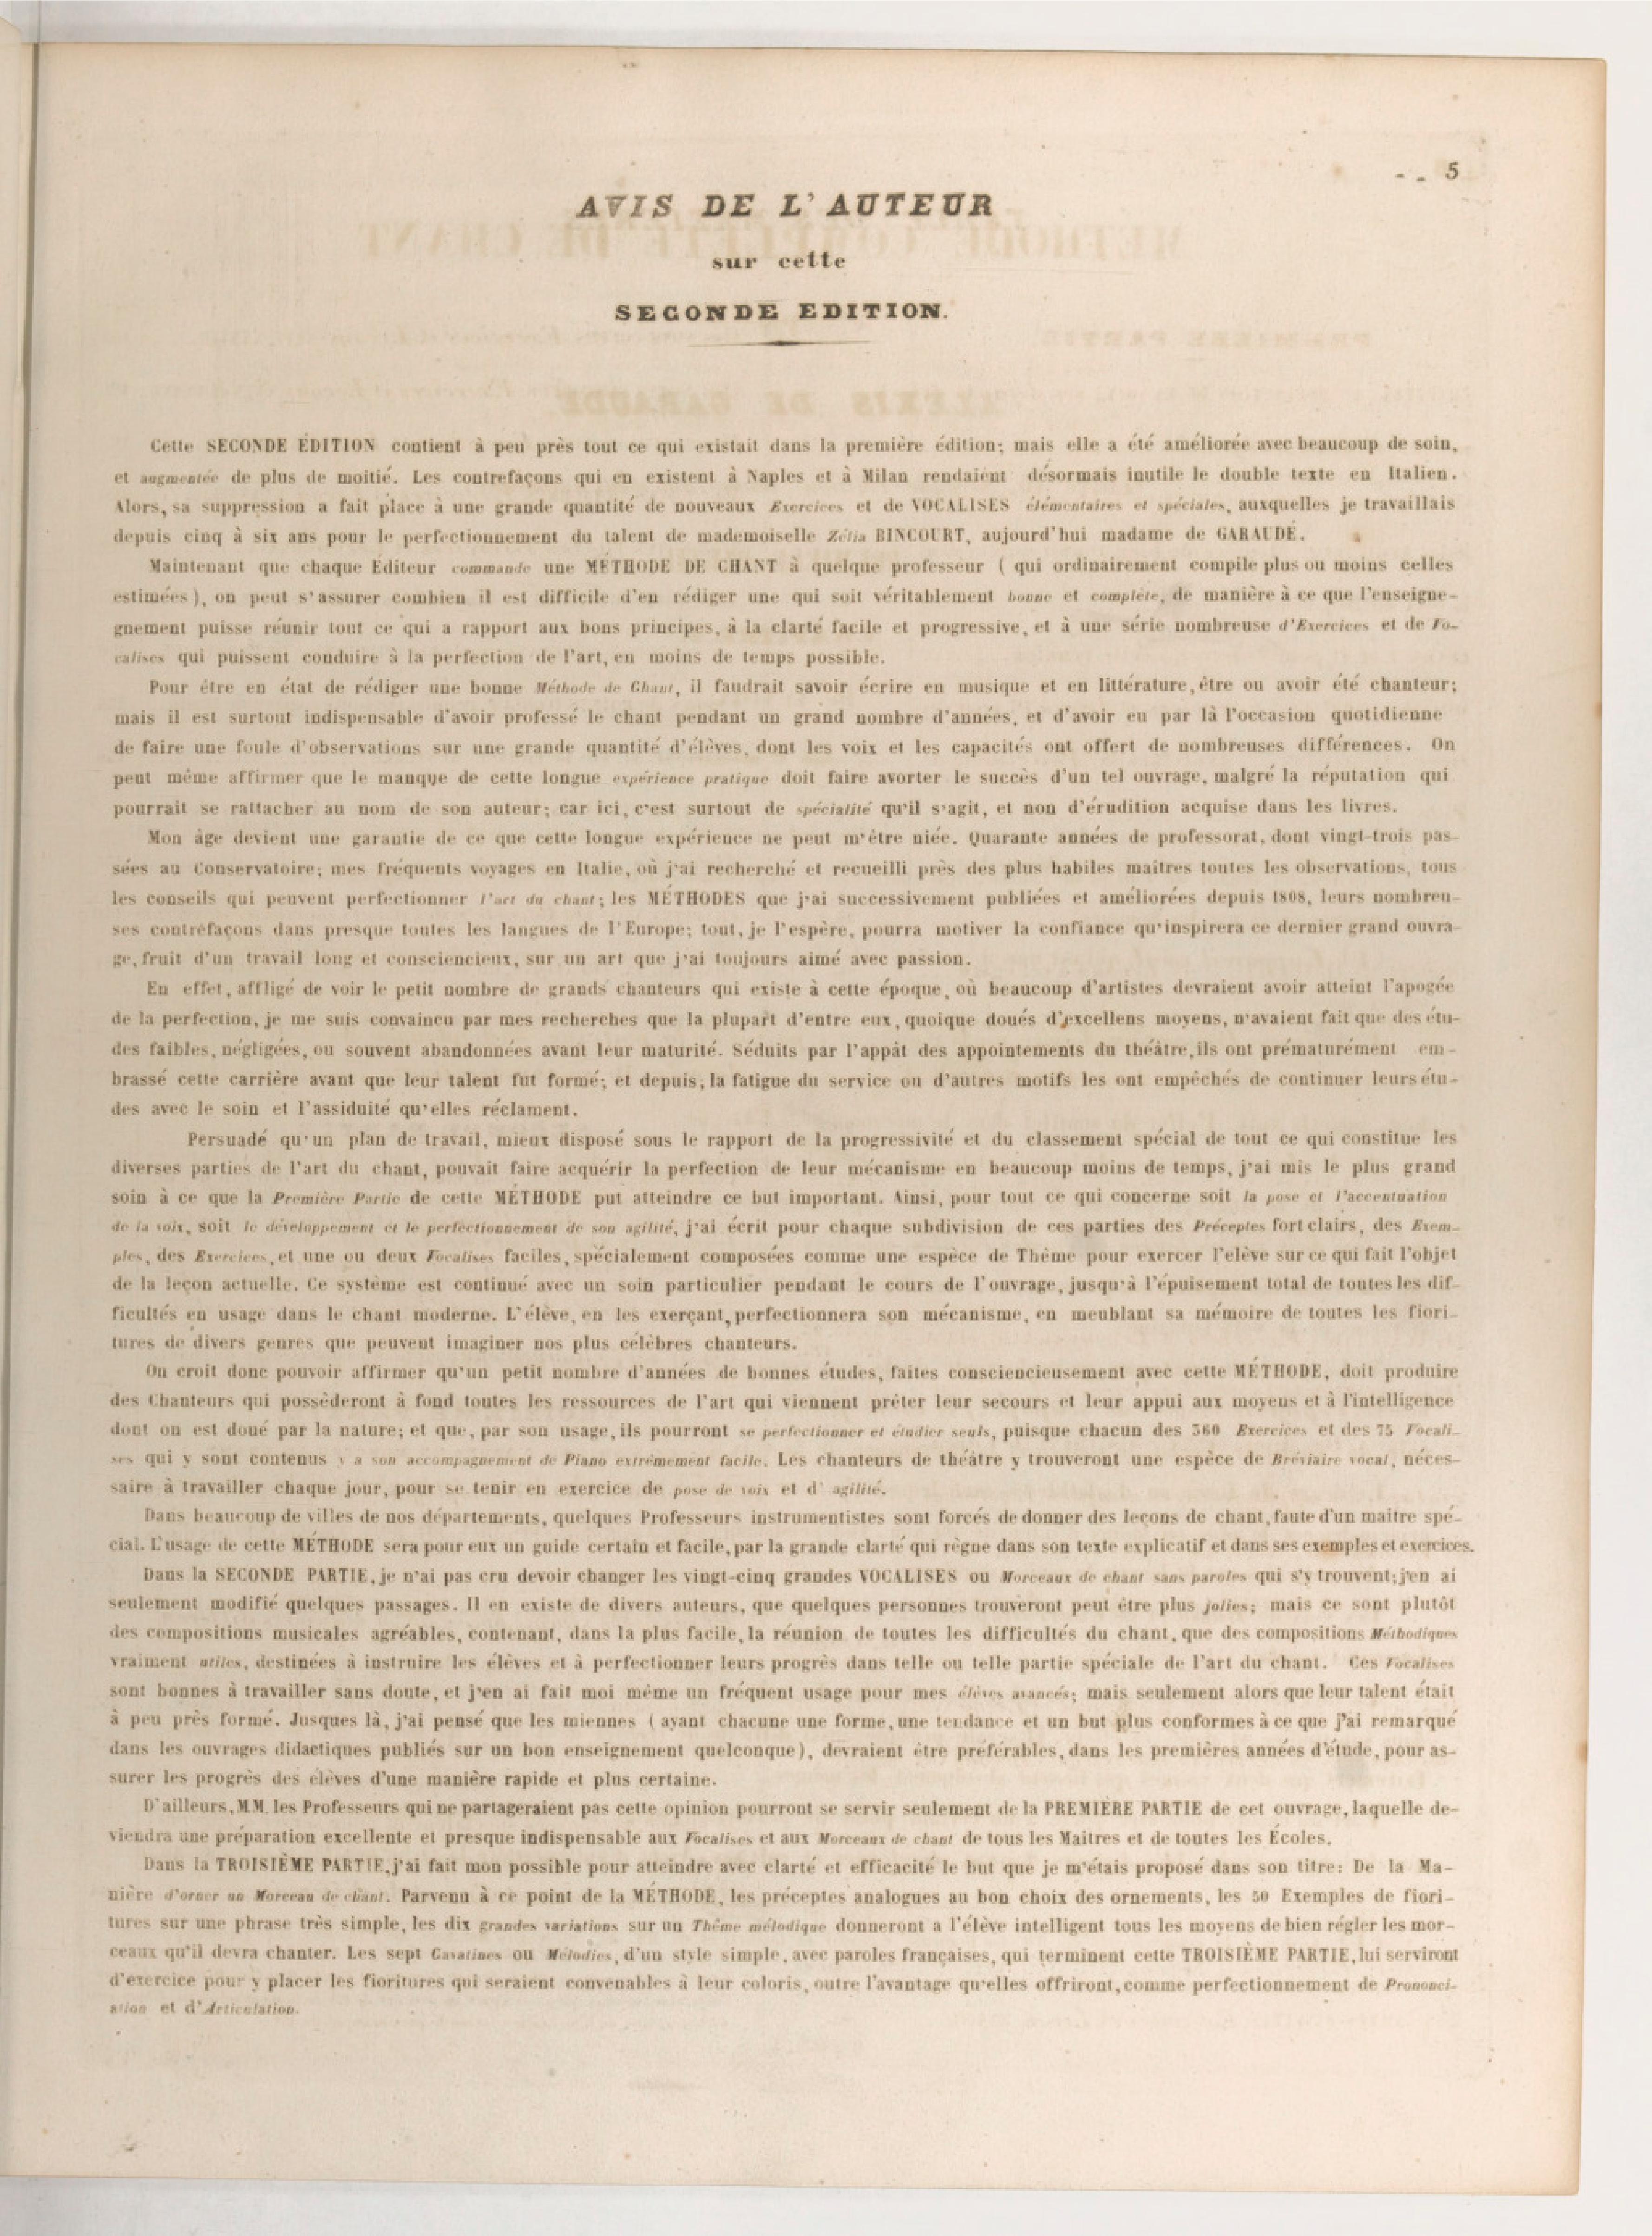 5
AVIS DE L'AUTEUR
sur cette
SECONDE EDITION.
Cette SECONDE ÉDITION contient à peu près tout ce qui existait dans la première édition; mais elle a été améliorée avec beaucoup de soin,
et augmentée de plus de moitié. Les contrefaçons qui en existent à Naples et à Milan rendaient désormais inutile le double texte en Italien.
Alors, sa suppression a fait place à une grande quantité de nouveaux Exercices et de VOCALISES élémentaires et spéciales, auxquelles je travaillais
depuis cinq à six ans pour le perfectionnement du talent de mademoiselle Zélia BINCOURT, aujourd'hui madame de GARAUDÉ.
Maintenant que chaque Éditeur commande une MÉTHODE DE CHANT à quelque professeur ( qui ordinairement compile plus ou moins celles
estimées ), on peut s'assurer combien il est difficile d'en rédiger une qui soit véritablement bonne et complète, de manière à ce que l'enseigne-
gnement puisse réunir tout ce qui a rapport aux bons principes, à la clarté facile et progressive, et à une série nombreuse d'Exercices et de Vo-
calises qui puissent conduire à la perfection de l'art, en moins de temps possible.
Pour être en état de rédiger une bonne Méthode de Chant, il faudrait savoir écrire en musique et en littérature, être ou avoir été chanteur;
mais il est surtout indispensable d'avoir professé le chant pendant un grand nombre d'années, et d'avoir eu par là l'occasion quotidienne
de faire une foule d'observations sur une grande quantité d'élèves, dont les voix et les capacités ont offert de nombreuses différences. On
peut même affirmer que le manque de cette longue expérience pratique doit faire avorter le succès d'un tel ouvrage, malgré la réputation qui
pourrait se rattacher au nom de son auteur; car ici, c'est surtout de spécialité qu'il s'agit, et non d'érudition acquise dans les livres.
Mon âge devient une garantie de ce que cette longue expérience ne peut m'être niée. Quarante années de professorat, dont vingt-trois pas-
sées au Conservatoire; mes fréquents voyages en Italie, où j'ai recherché et recueilli près des plus habiles maîtres toutes les observations, tous
les conseils qui peuvent perfectionner l'art du chant; les MÉTHODES que j'ai successivement publiées et améliorées depuis 1808, leurs nombreu-
ses contrefaçons dans presque toutes les langues de l'Europe; tout, je l'espère, pourra motiver la confiance qu'inspirera ce dernier grand ouvra-
ge, fruit d'un travail long et consciencieux, sur un art que j'ai toujours aimé avec passion.
En effet, affligé de voir le petit nombre de grands chanteurs qui existe à cette époque, où beaucoup d'artistes devraient avoir atteint l'apogée
de la perfection, je me suis convaincu par mes recherches que la plupart d'entre eux, quoique doués d'excellens moyens, n'avaient fait que des étu-
des faibles, négligées, ou souvent abandonnées avant leur maturité. Séduits par l'appât des appointements du théâtre, ils ont prématurément em-
brassé cette carrière avant que leur talent fut formé; et depuis, la fatigue du service ou d'autres motifs les ont empêchés de continuer leurs étu-
des avec le soin et l'assiduité qu'elles réclament.
Persuadé qu'un plan de travail, mieux disposé sous le rapport de la progressivité et du classement spécial de tout ce qui constitue les
diverses parties de l'art du chant, pouvait faire acquérir la perfection de leur mécanisme en beaucoup moins de temps, j'ai mis le plus grand
soin à ce que la Première Partie de cette MÉTHODE put atteindre ce but important. Ainsi, pour tout ce qui concerne soit la pose et l'accentuation
de la voix, soit le développement et le perfectionnement de son agilité, j'ai écrit pour chaque subdivision de ces parties des Préceptes fort clairs, des Exem-
ples, des Exercices, et une ou deux Vocalises faciles, spécialement composées comme une espèce de Thême pour exercer l'elève sur ce qui fait l'objet
de la leçon actuelle. Ce système est continué avec un soin particulier pendant le cours de l'ouvrage, jusqu'à l'épuisement total de toutes les dif-
ficultés en usage dans le chant moderne. L'élève, en les exerçant, perfectionnera son mécanisme, en meublant sa mémoire de toutes les fiori-
tures de divers genres que peuvent imaginer nos plus célèbres chanteurs.
On croit donc pouvoir affirmer qu'un petit nombre d'années de bonnes études, faites consciencieusement avec cette MÉTHODE, doit produire
des Chanteurs qui possèderont à fond toutes les ressources de l'art qui viennent prêter leur secours et leur appui aux moyens et à l'intelligence
dont on est doué par la nature; et que, par son usage, ils pourront se perfectionner et étudier seuls, puisque chacun des 360 Exercices et des 75 Vocali-
ses qui y sont contenus y a son accompagnement de Piano extrêmement facile. Les chanteurs de théâtre y trouveront une espèce de Bréviaire vocal, néces-
saire à travailler chaque jour, pour se tenir en exercice de pose de voix et d' agilité.
Dans beaucoup de villes de nos départements, quelques Professeurs instrumentistes sont forcés de donner des leçons de chant, faute d'un maître spé-
cial. L'usage de cette MÉTHODE sera pour eux un guide certain et facile, par la grande clarté qui règne dans son texte explicatif et dans ses exemples et exercices.
Dans la SECONDE PARTIE, je n'ai pas cru devoir changer les vingt-cinq grandes VOCALISES ou Morceaux de chant sans paroles qui s'y trouvent; j'en ai
seulement modifié quelques passages. Il en existe de divers auteurs, que quelques personnes trouveront peut être plus jolies; mais ce sont plutôt
des compositions musicales agréables, contenant, dans la plus facile, la réunion de toutes les difficultés du chant, que des compositions Méthodiques
vraiment utiles, destinées à instruire les élèves et à perfectionner leurs progrès dans telle ou telle partie spéciale de l'art du chant. Ces Vocalises
sont bonnes à travailler sans doute, et j'en ai fait moi même un fréquent usage pour mes élèves avancés; mais seulement alors que leur talent était
à peu près formé. Jusques là, j'ai pensé que les miennes ( ayant chacune une forme, une tendance et un but plus conformes à ce que j'ai remarqué
dans les ouvrages didactiques publiés sur un bon enseignement quelconque), devraient être préférables, dans les premières années d'étude, pour as-
surer les progrès des élèves d'une manière rapide et plus certaine.
D'ailleurs, M.M. les Professeurs qui ne partageraient pas cette opinion pourront se servir seulement de la PREMIÈRE PARTIE de cet ouvrage, laquelle de-
viendra une préparation excellente et presque indispensable aux Vocalises et aux Morceaux de chant de tous les Maîtres et de toutes les Écoles.
Dans la TROISIÈME PARTIE, j'ai fait mon possible pour atteindre avec clarté et efficacité le but que je m'étais proposé dans son titre: De la Ma-
nière d'orner un Morceau de chant. Parvenu à ce point de la MÉTHODE, les préceptes analogues au bon choix des ornements, les 50 Exemples de fiori-
tures sur une phrase très simple, les dix grandes variations sur un Thême mélodique donneront a l'élève intelligent tous les moyens de bien régler les mor-
ceaux qu'il devra chanter. Les sept Cavatines ou Mélodies, d'un style simple, avec paroles françaises, qui terminent cette TROISIÈME PARTIE, lui serviront
d'exercice pour y placer les fioritures qui seraient convenables à leur coloris, outre l'avantage qu'elles offriront, comme perfectionnement de Prononci-
ation et d'Articulation.